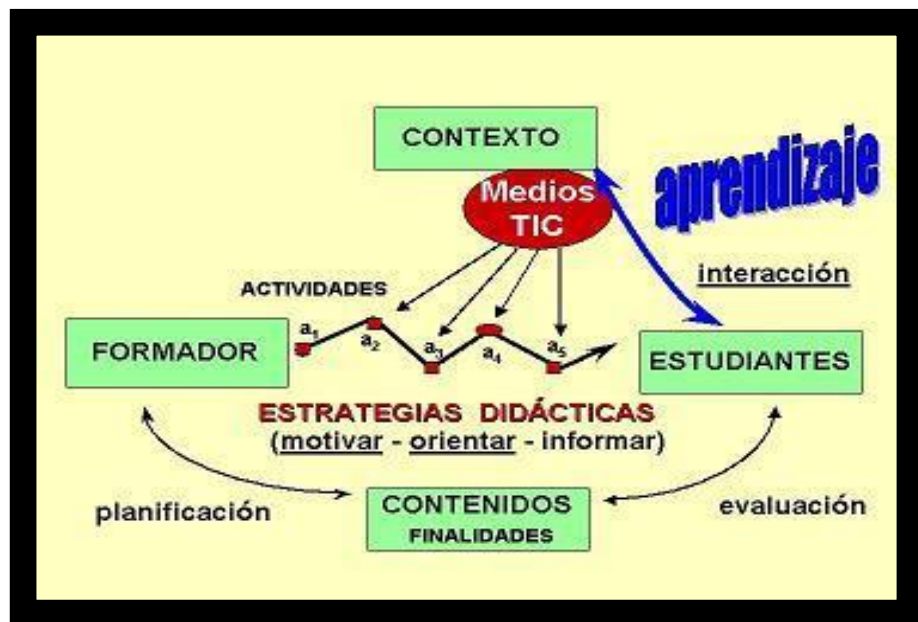 CONTEXTO
aprendizaje
Medios
TIC
interacción
ACTIVIDADES
a1
a2
a3
a4
a5
FORMADOR
ESTUDIANTES
ESTRATEGIAS DIDÁCTICAS
(motivar - orientar - informar)
planificación
CONTENIDOS
FINALIDADES
evaluación